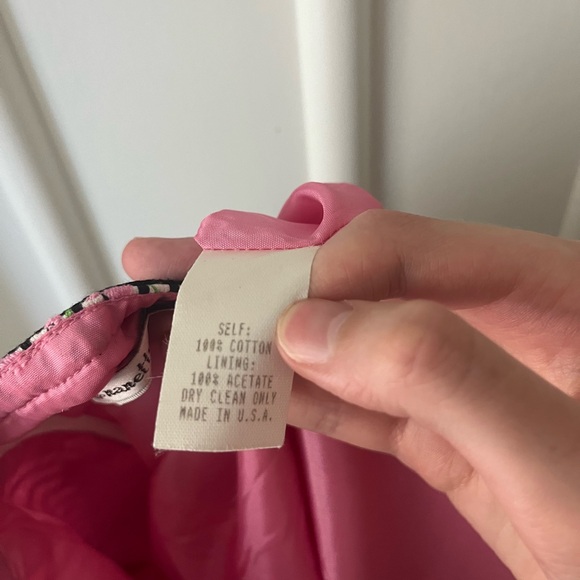 SELF:
100% COTTON
LINING:
100% ACETATE
DRY CLEAN ONLY
MADE IN U.S.A.